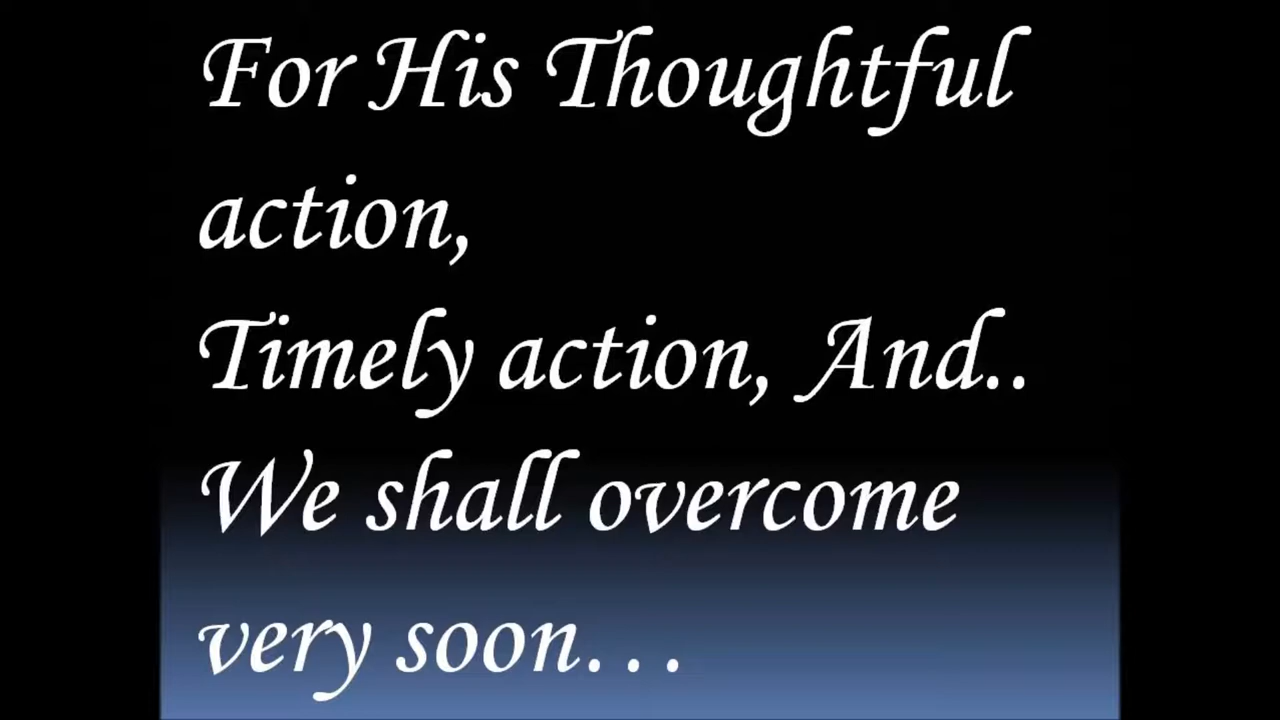 For His Thoughtful
action,
Timely action, And..
We shall overcome
very soon...